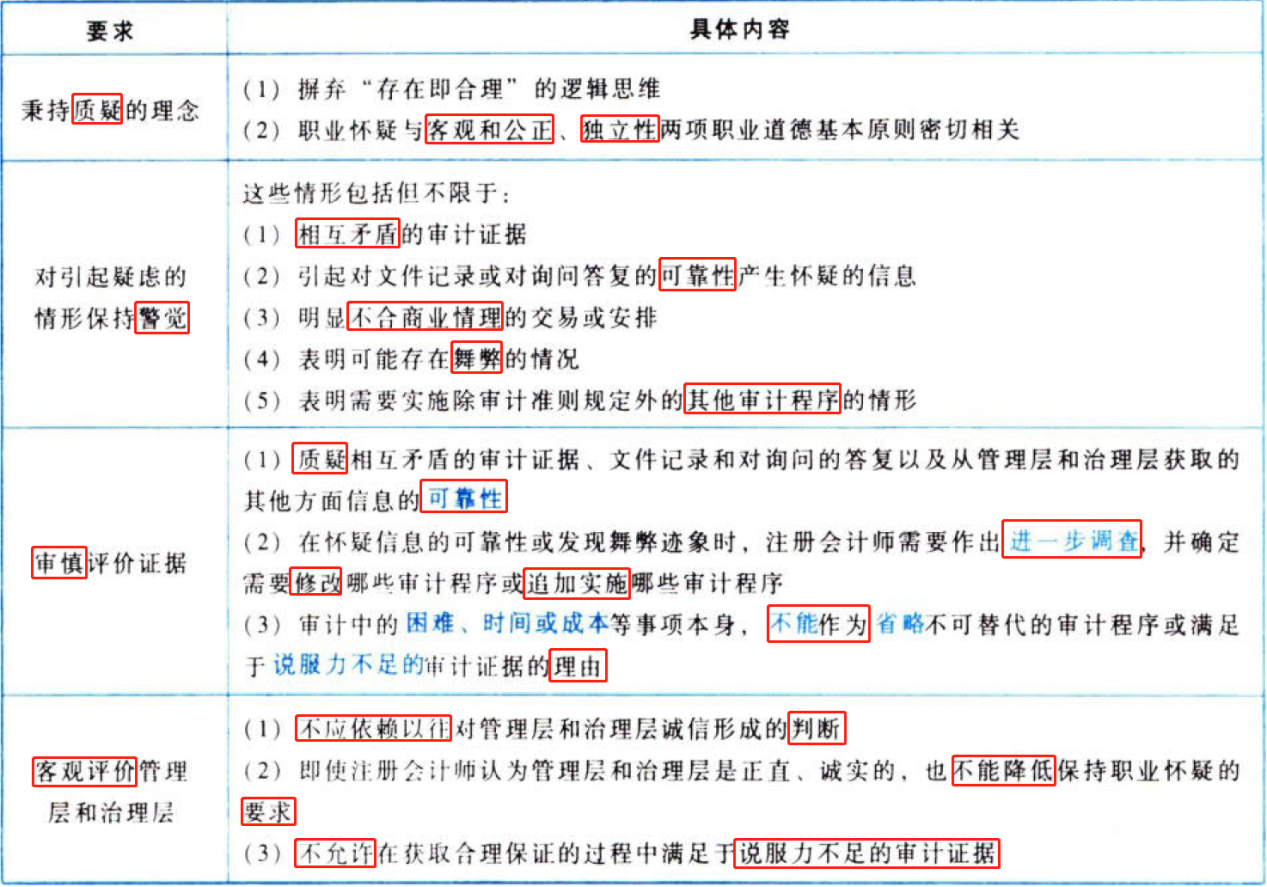 要求
具体内容
秉持质疑的理念
(1) 摒弃“存在即合理”的逻辑思维
(2) 职业怀疑与客观和公正、独立性两项职业道德基本原则密切相关
对引起疑虑的
情形保持警觉
这些情形包括但不限于：
(1) 相互矛盾的审计证据
(2) 引起对文件记录或对询问答复的可靠性产生怀疑的信息
(3) 明显不合商业情理的交易或安排
(4) 表明可能存在舞弊的情况
(5) 表明需要实施除审计准则规定外的其他审计程序的情形
审慎评价证据
(1) 质疑相互矛盾的审计证据、文件记录和对询问的答复以及从管理层和治理层获取的
其他方面信息的可靠性
(2) 在怀疑信息的可靠性或发现舞弊迹象时，注册会计师需要作出进一步调查，并确定
需要修改哪些审计程序或追加实施哪些审计程序
(3) 审计中的困难、时间或成本等事项本身，不能作为省略不可替代的审计程序或满足
于说服力不足的审计证据的理由
客观评价管理
层和治理层
(1) 不应依赖以往对管理层和治理层诚信形成的判断
(2) 即使注册会计师认为管理层和治理层是正直、诚实的，也不能降低保持职业怀疑的
要求
(3) 不允许在获取合理保证的过程中满足于说服力不足的审计证据